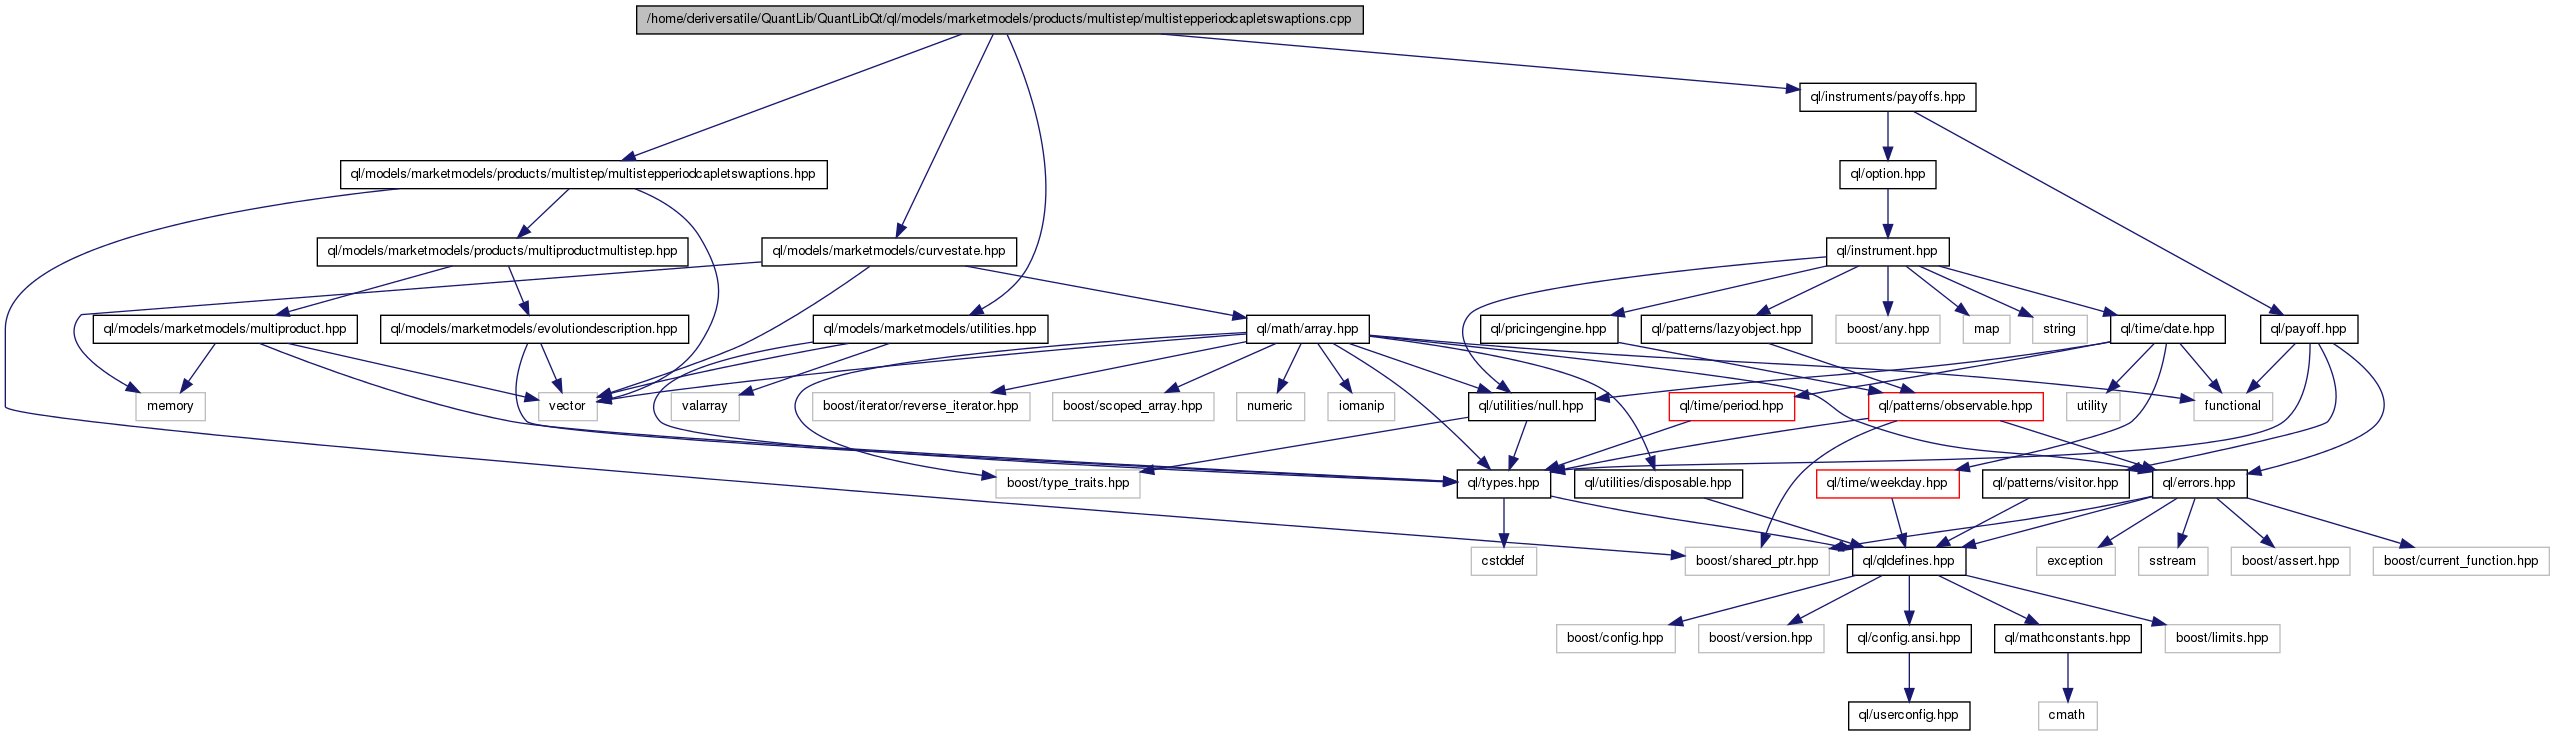 /home/deriversatile/QuantLib/QuantLibQt/ql/models/marketmodels/products/multistep/multistepperiodcapletswaptions.cpp
ql/instruments/payoffs.hpp
ql/models/marketmodels/products/multistep/multistepperiodcapletswaptions.hpp
ql/option.hpp
ql/models/marketmodels/products/multiproductmultistep.hpp
ql/models/marketmodels/curvestate.hpp
ql/instrument.hpp
ql/models/marketmodels/multiproduct.hpp
ql/models/marketmodels/evolutiondescription.hpp
ql/models/marketmodels/utilities.hpp
ql/math/array.hpp
ql/pricingengine.hpp
ql/patterns/lazyobject.hpp
boost/any.hpp
map
string
ql/time/date.hpp
ql/payoff.hpp
memory
vector
valarray
boost/iterator/reverse_iterator.hpp
boost/scoped_array.hpp
numeric
iomanip
ql/utilities/null.hpp
ql/time/period.hpp
ql/patterns/observable.hpp
utility
functional
boost/type_traits.hpp
ql/types.hpp
ql/utilities/disposable.hpp
ql/time/weekday.hpp
ql/patterns/visitor.hpp
ql/errors.hpp
cstddef
boost/shared_ptr.hpp
ql/qldefines.hpp
exception
sstream
boost/assert.hpp
boost/current_function.hpp
boost/config.hpp
boost/version.hpp
ql/config.ansi.hpp
ql/mathconstants.hpp
boost/limits.hpp
ql/userconfig.hpp
cmath